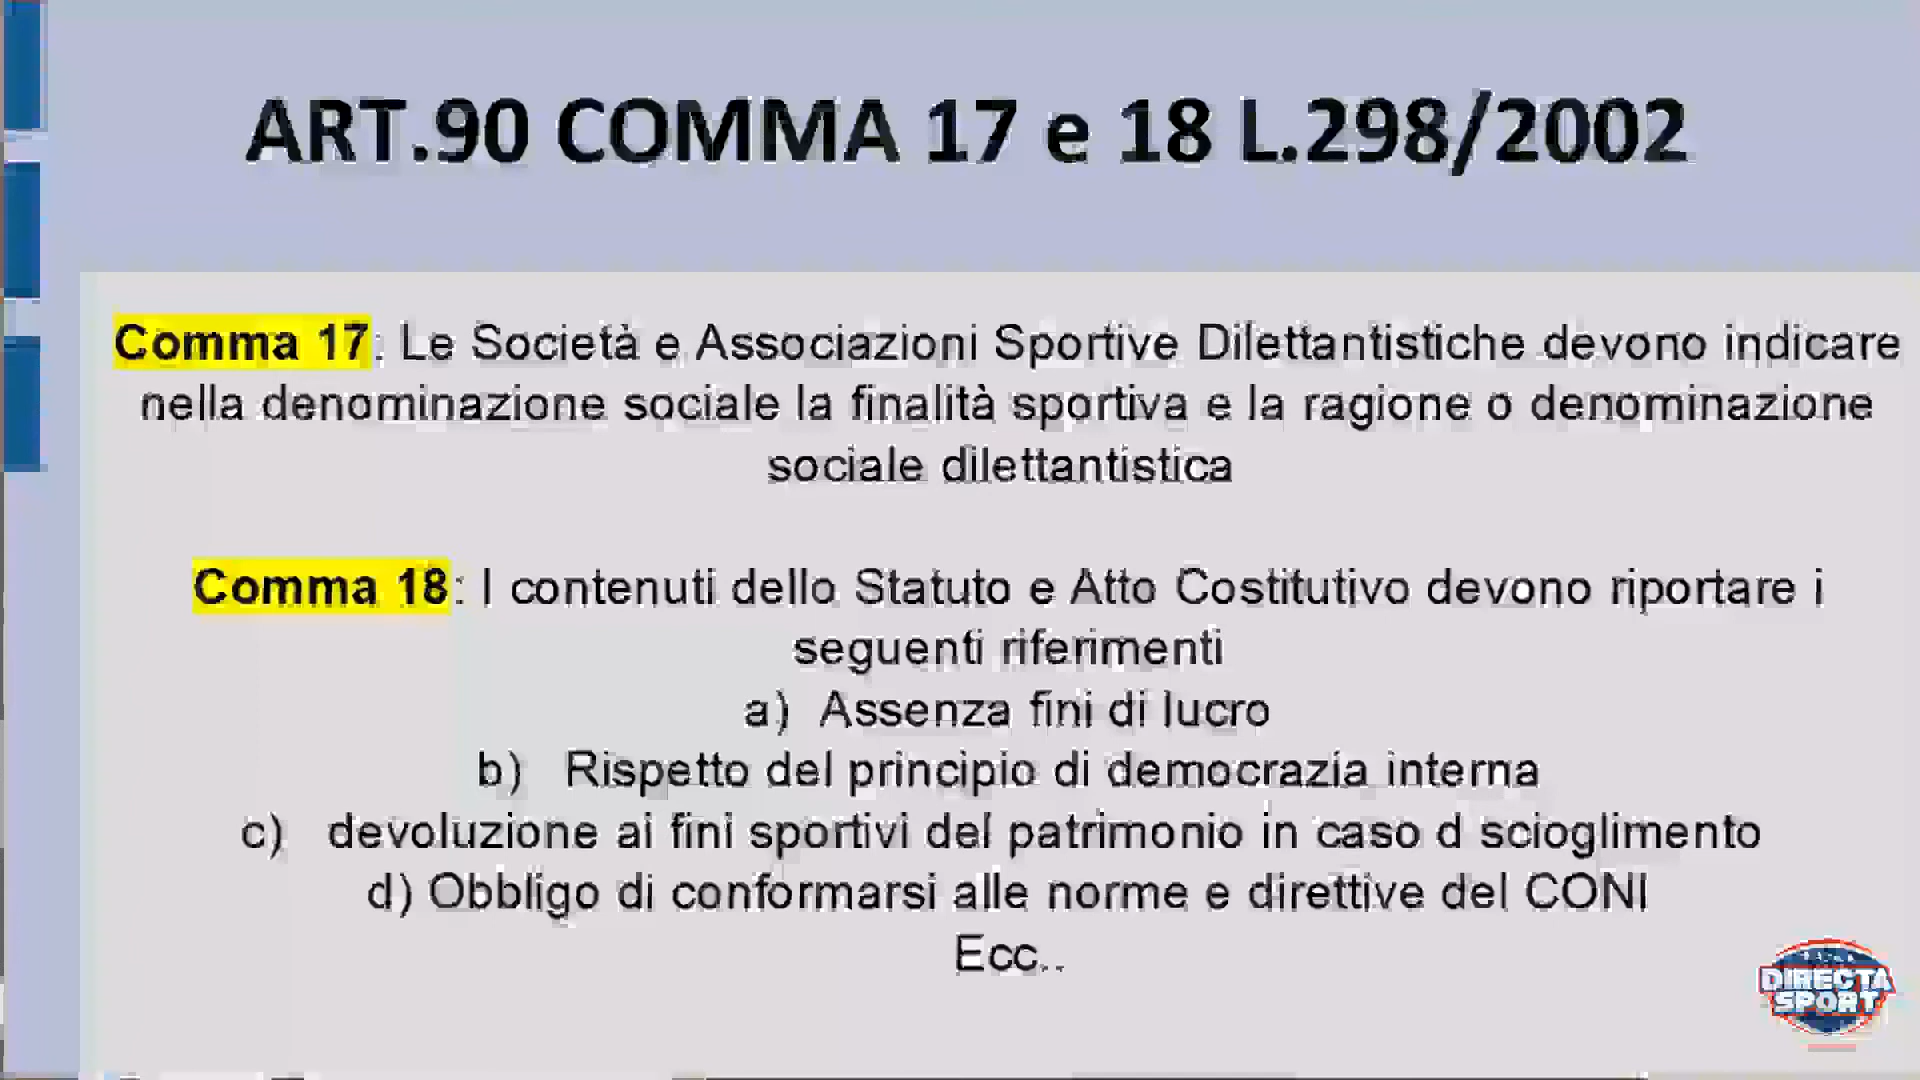 ART.90 COMMA 17 e 18 L.298/2002
Comma 17: Le Società e Associazioni Sportive Dilettantistiche devono indicare
nella denominazione sociale la finalità sportiva e la ragione o denominazione
sociale dilettantistica
Comma 18: I contenuti dello Statuto e Atto Costitutivo devono riportare i
seguenti riferimenti
a) Assenza fini di lucro
b) Rispetto del principio di democrazia interna
c) devoluzione ai fini sportivi del patrimonio in caso d scioglimento
d) Obbligo di conformarsi alle norme e direttive del CONI
Ecc..
DIRECTA
SPORT